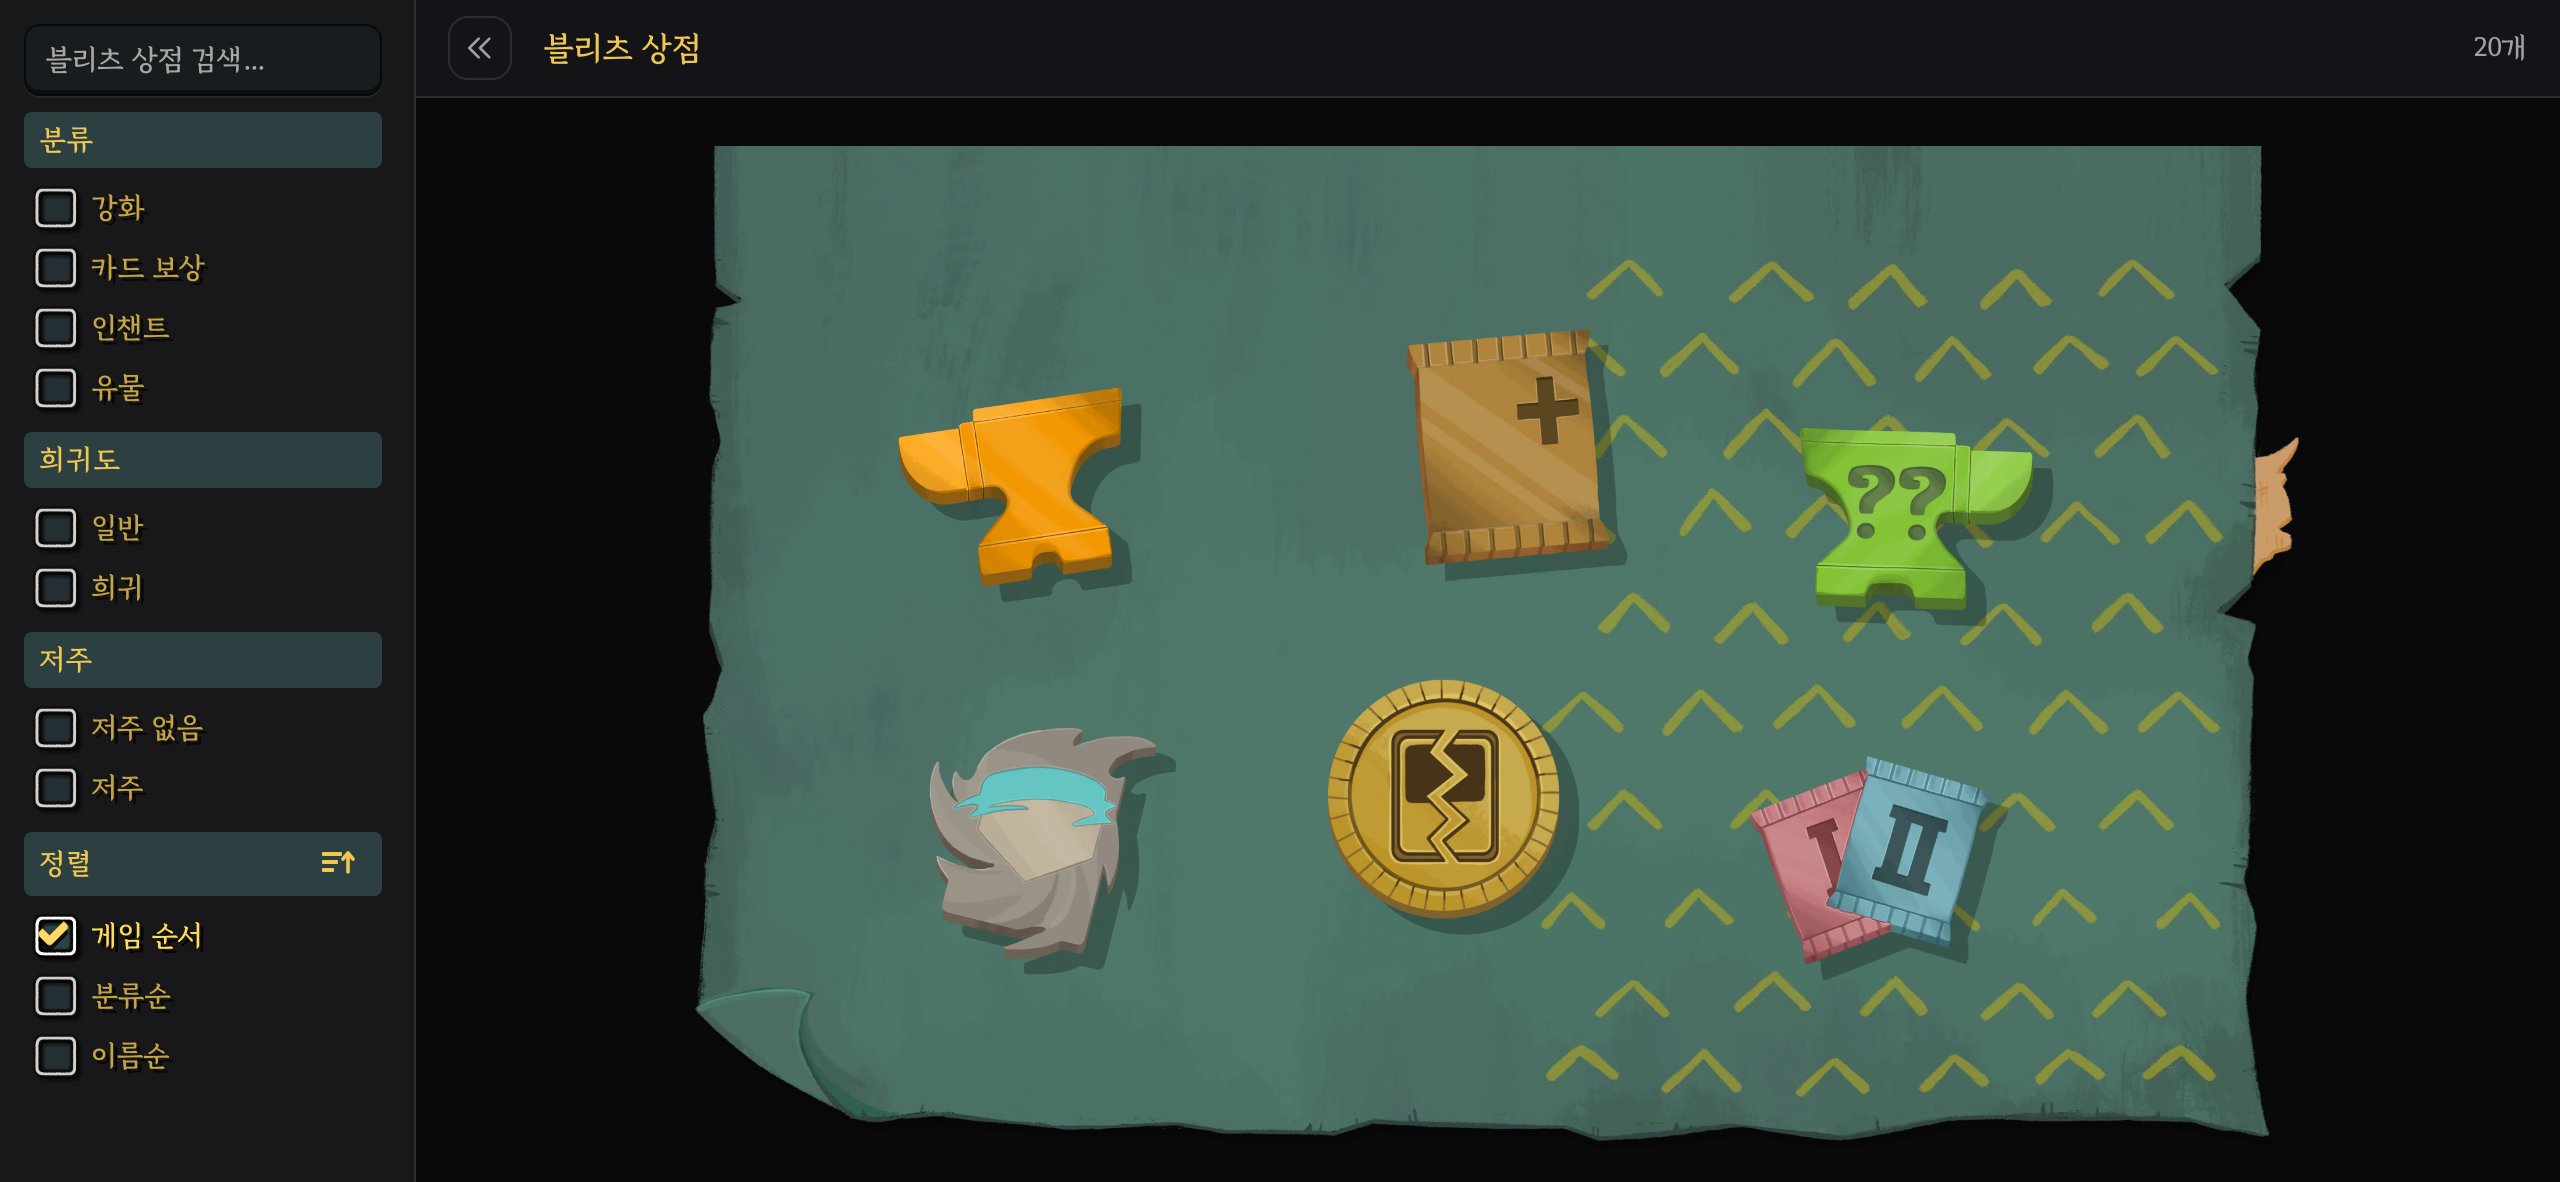 블리츠 상점 검색...
분류
강화
카드 보상
인챈트
유물
희귀도
일반
희귀
저주
저주 없음
저주
정렬
게임 순서
분류순
이름순
블리츠 상점
20개
??
I
II